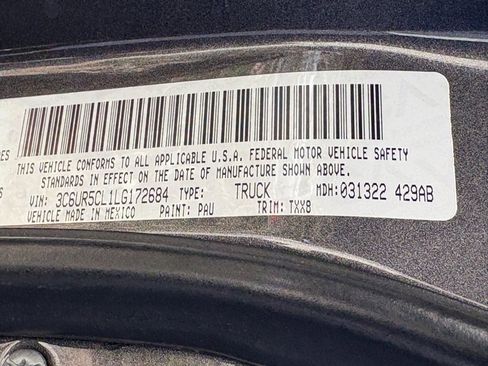 RES
THIS VEHICLE CONFORMS TO ALL APPLICABLE U.S.A. FEDERAL MOTOR VEHICLE SAFETY
STANDARDS IN EFFECT ON THE DATE OF MANUFACTURE SHOWN ABOVE.
VIN: 3C6UR5CL1LG172684 TYPE: TRUCK MDH: 031322 429AB
VEHICLE MADE IN MEXICO PAINT: PAU TRIM: TXX8